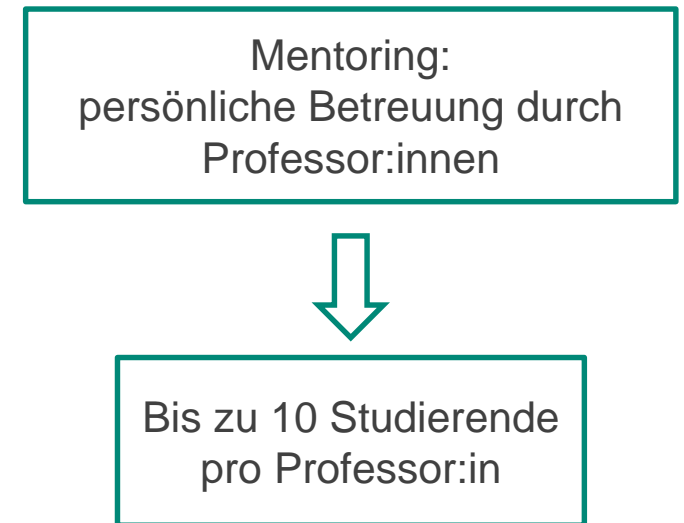 Mentoring:
persönliche Betreuung durch
Professor:innen
Bis zu 10 Studierende
pro Professor:in